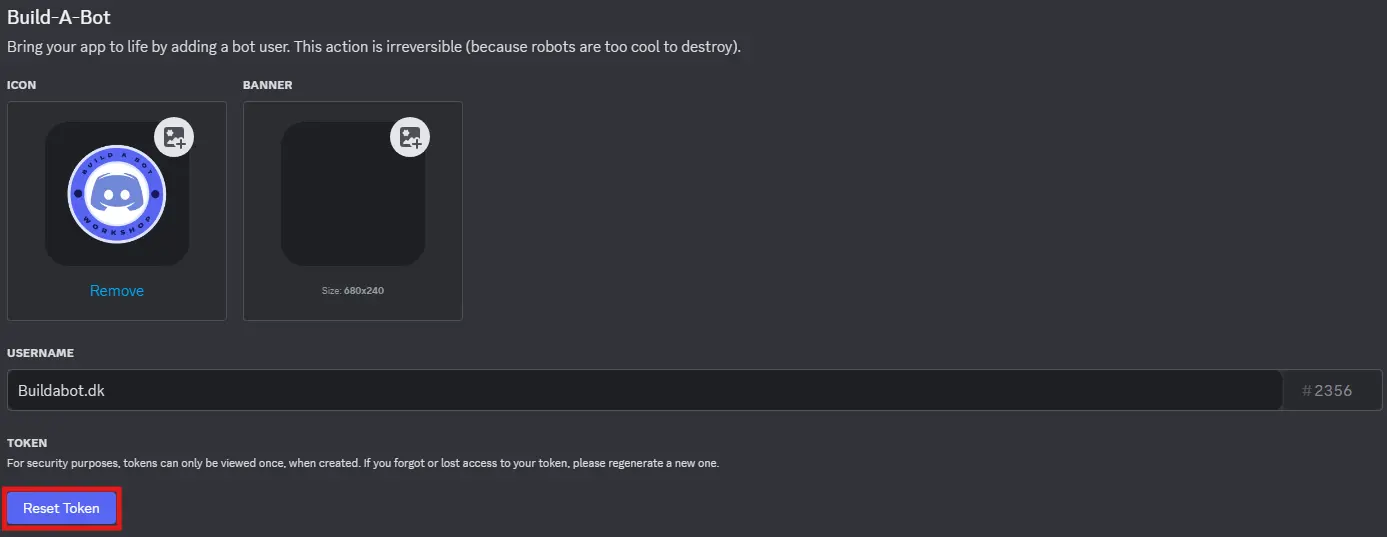 Build-A-Bot
Bring your app to life by adding a bot user. This action is irreversible (because robots are too cool to destroy).
ICON
BANNER
BUILD A BOT
WORKSHOP
Remove
Size: 680x240
USERNAME
Buildabot.dk
#2356
TOKEN
For security purposes, tokens can only be viewed once, when created. If you forgot or lost access to your token, please regenerate a new one.
Reset Token